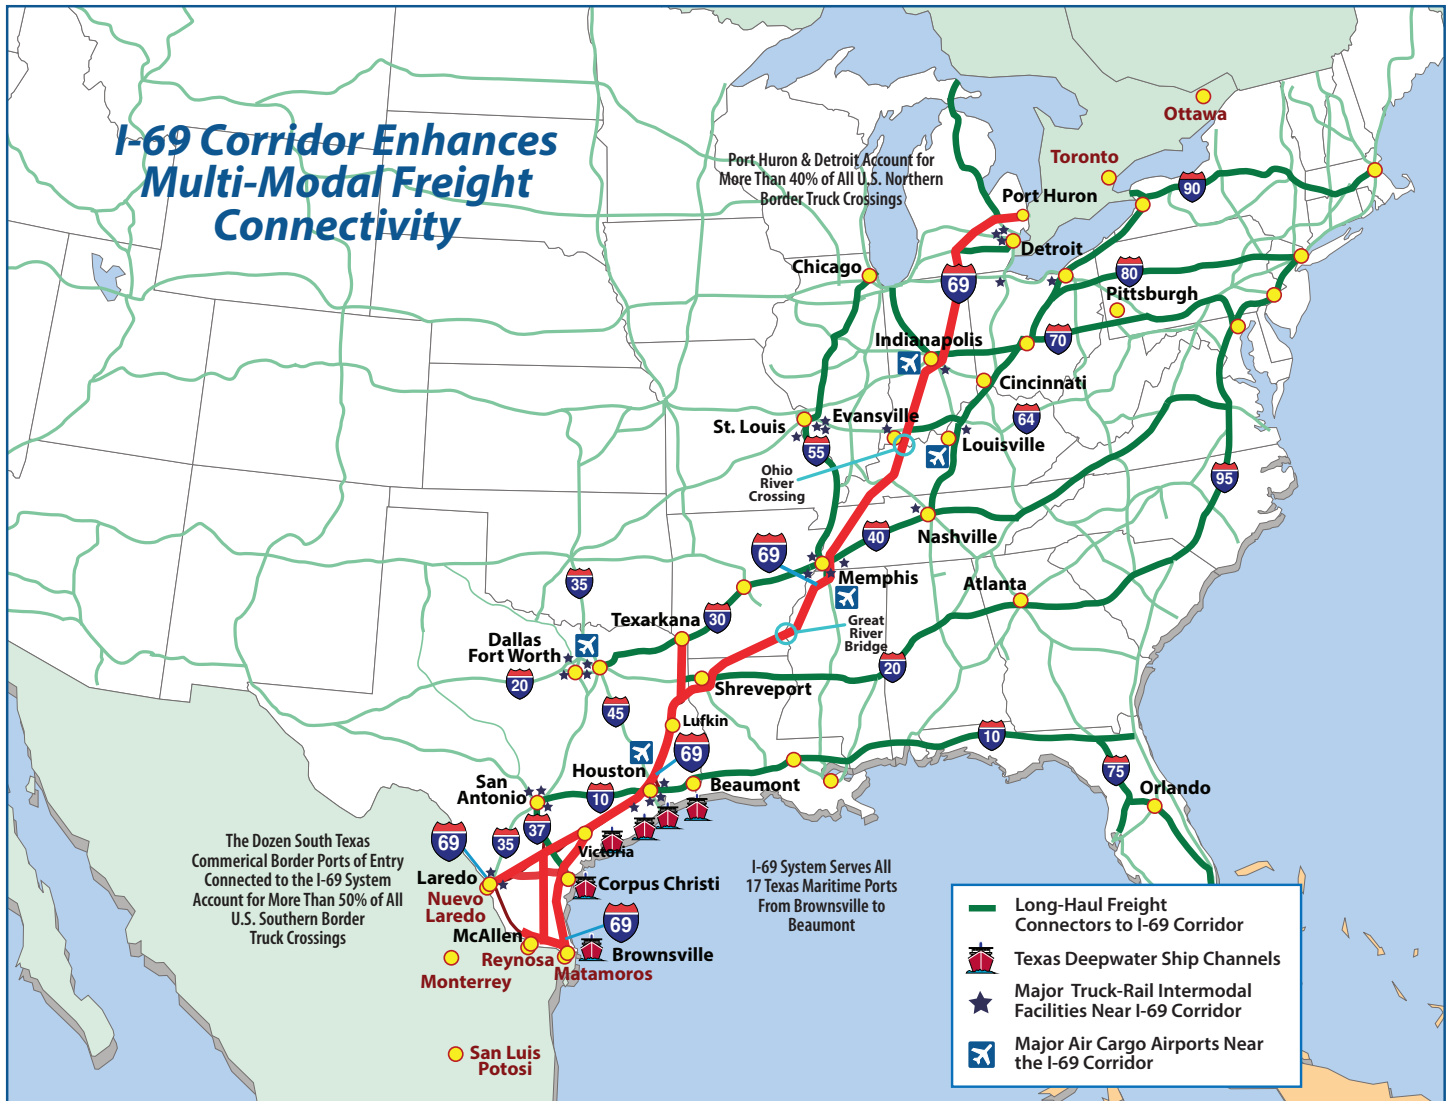 I-69 Corridor Enhances
Multi-Modal Freight
Connectivity
Port Huron & Detroit Account for
More Than 40% of All U.S. Northern
Border Truck Crossings
Ottawa
Toronto
90
Port Huron
Detroit
Chicago
69
80
Pittsburgh
Indianapolis
70
Cincinnati
St. Louis
Evansville
64
55
Louisville
Ohio
River
Crossing
95
40
Nashville
69
Memphis
35
Atlanta
Texarkana
30
Great
River
Bridge
Dallas
Fort Worth
20
20
Shreveport
45
Lufkin
10
69
Houston
75
San
Antonio
10
Beaumont
Orlando
37
69
35
Victoria
The Dozen South Texas
Commerical Border Ports of Entry
Connected to the I-69 System
Account for More Than 50% of All
U.S. Southern Border
Truck Crossings
Laredo
Nuevo
Laredo
Corpus Christi
I-69 System Serves All
17 Texas Maritime Ports
From Brownsville to
Beaumont
69
McAllen
Reynosa
Brownsville
Matamoros
Monterrey
San Luis
Potosi
Long-Haul Freight
Connectors to I-69 Corridor
Texas Deepwater Ship Channels
Major Truck-Rail Intermodal
Facilities Near I-69 Corridor
Major Air Cargo Airports Near
the I-69 Corridor